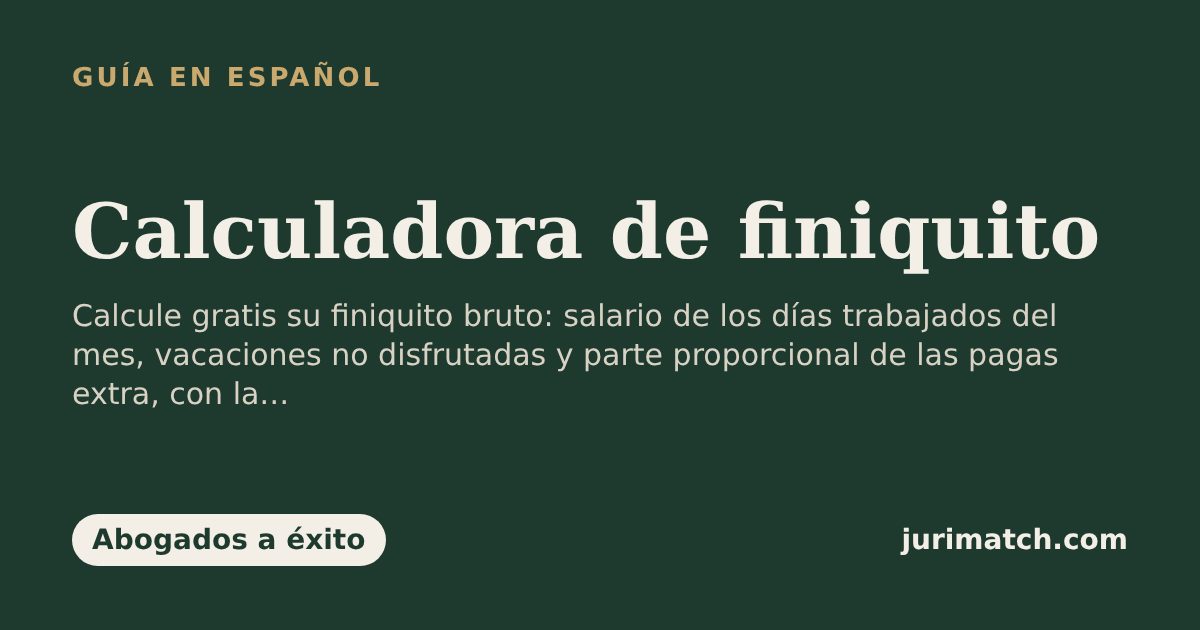 GUÍA EN ESPAÑOL
Calculadora de finiquito
Calcule gratis su finiquito bruto: salario de los días trabajados del
mes, vacaciones no disfrutadas y parte proporcional de las pagas
extra, con la…
Abogados a éxito
jurimatch.com